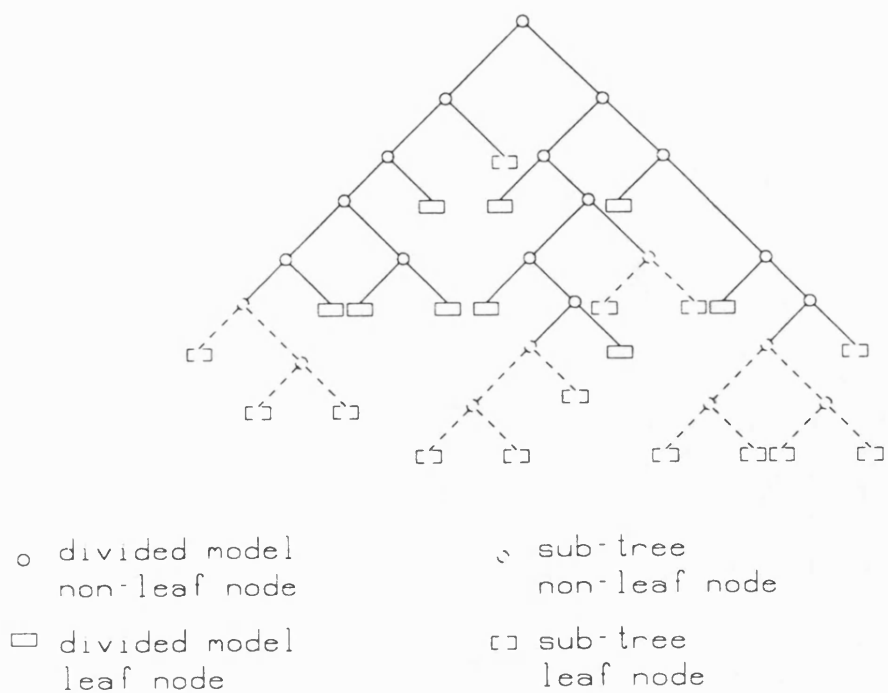 divided model
non-leaf node
sub-tree
non-leaf node
divided model
leaf node
sub-tree
leaf node